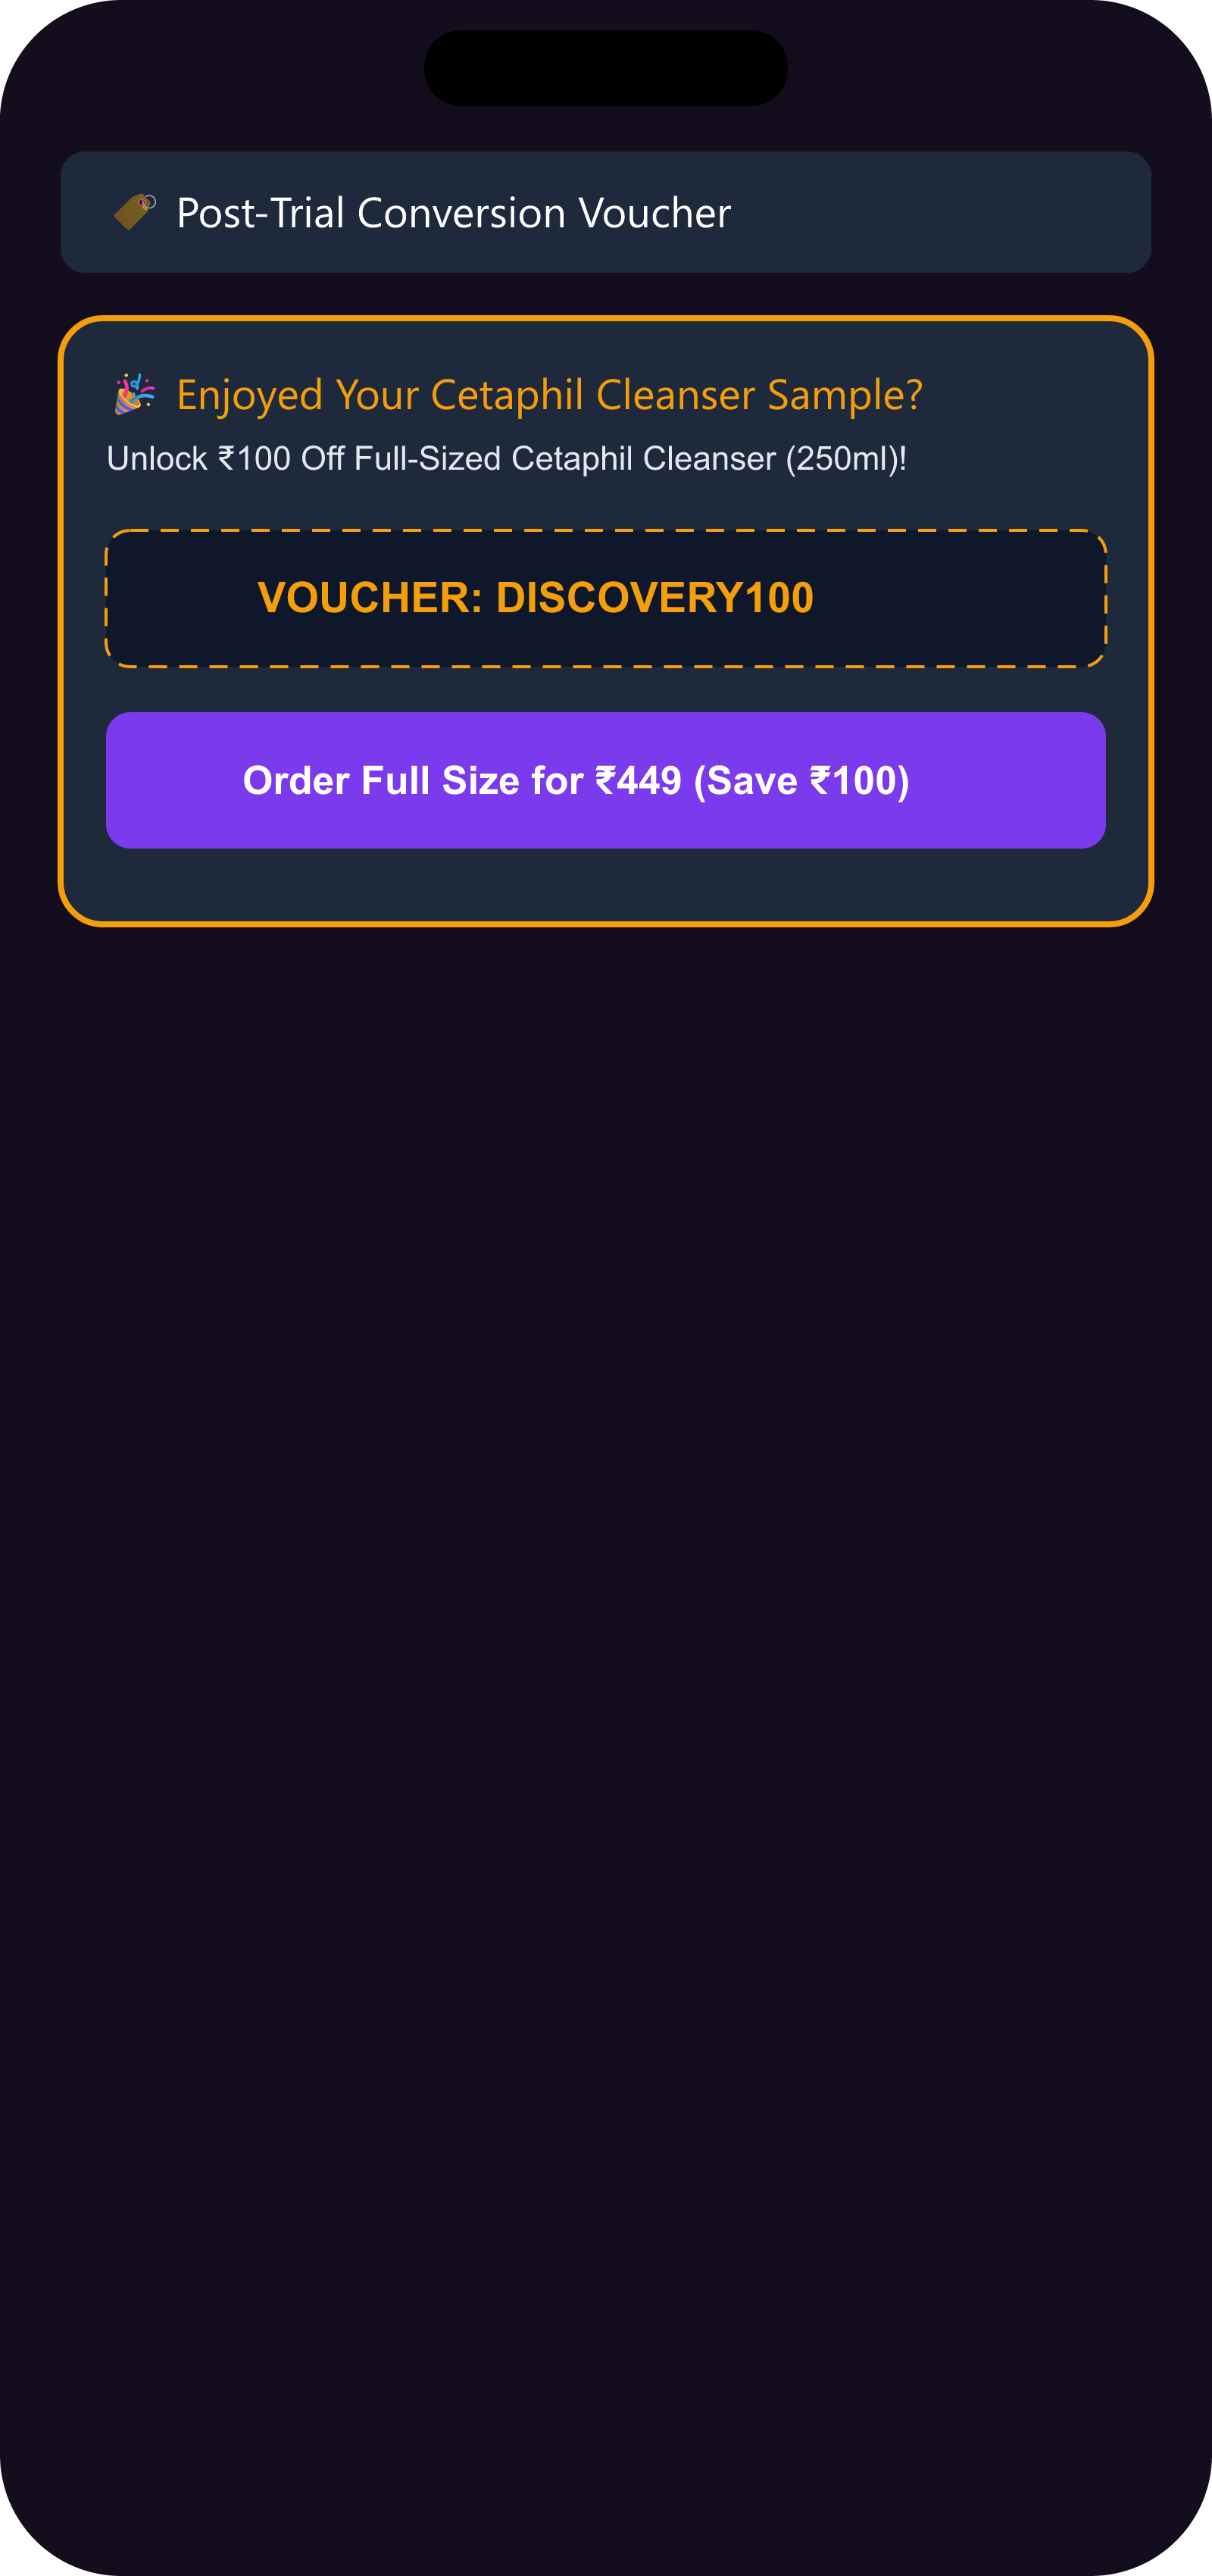 🏷️ Post-Trial Conversion Voucher
🎉 Enjoyed Your Cetaphil Cleanser Sample?
Unlock ₹100 Off Full-Sized Cetaphil Cleanser (250ml)!
VOUCHER: DISCOVERY100
Order Full Size for ₹449 (Save ₹100)